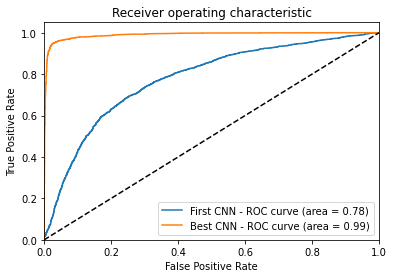 Receiver operating characteristic
True Positive Rate
1.0
0.8
0.6
0.4
0.2
0.0
First CNN - ROC curve (area = 0.78)
Best CNN - ROC curve (area = 0.99)
0.0 0.2 0.4 0.6 0.8 1.0
False Positive Rate